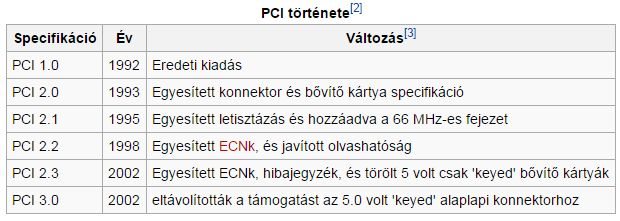 PCI története[2]
Specifikáció Év Változás[3]
PCI 1.0 1992 Eredeti kiadás
PCI 2.0 1993 Egyesített konnektor és bővítő kártya specifikáció
PCI 2.1 1995 Egyesített letisztázás és hozzáadva a 66 MHz-es fejezet
PCI 2.2 1998 Egyesített ECNk, és javított olvashatóság
PCI 2.3 2002 Egyesített ECNk, hibajegyzék, és törölt 5 volt csak 'keyed' bővítő kártyák
PCI 3.0 2002 eltávolították a támogatást az 5.0 volt 'keyed' alaplapi konnektorhoz